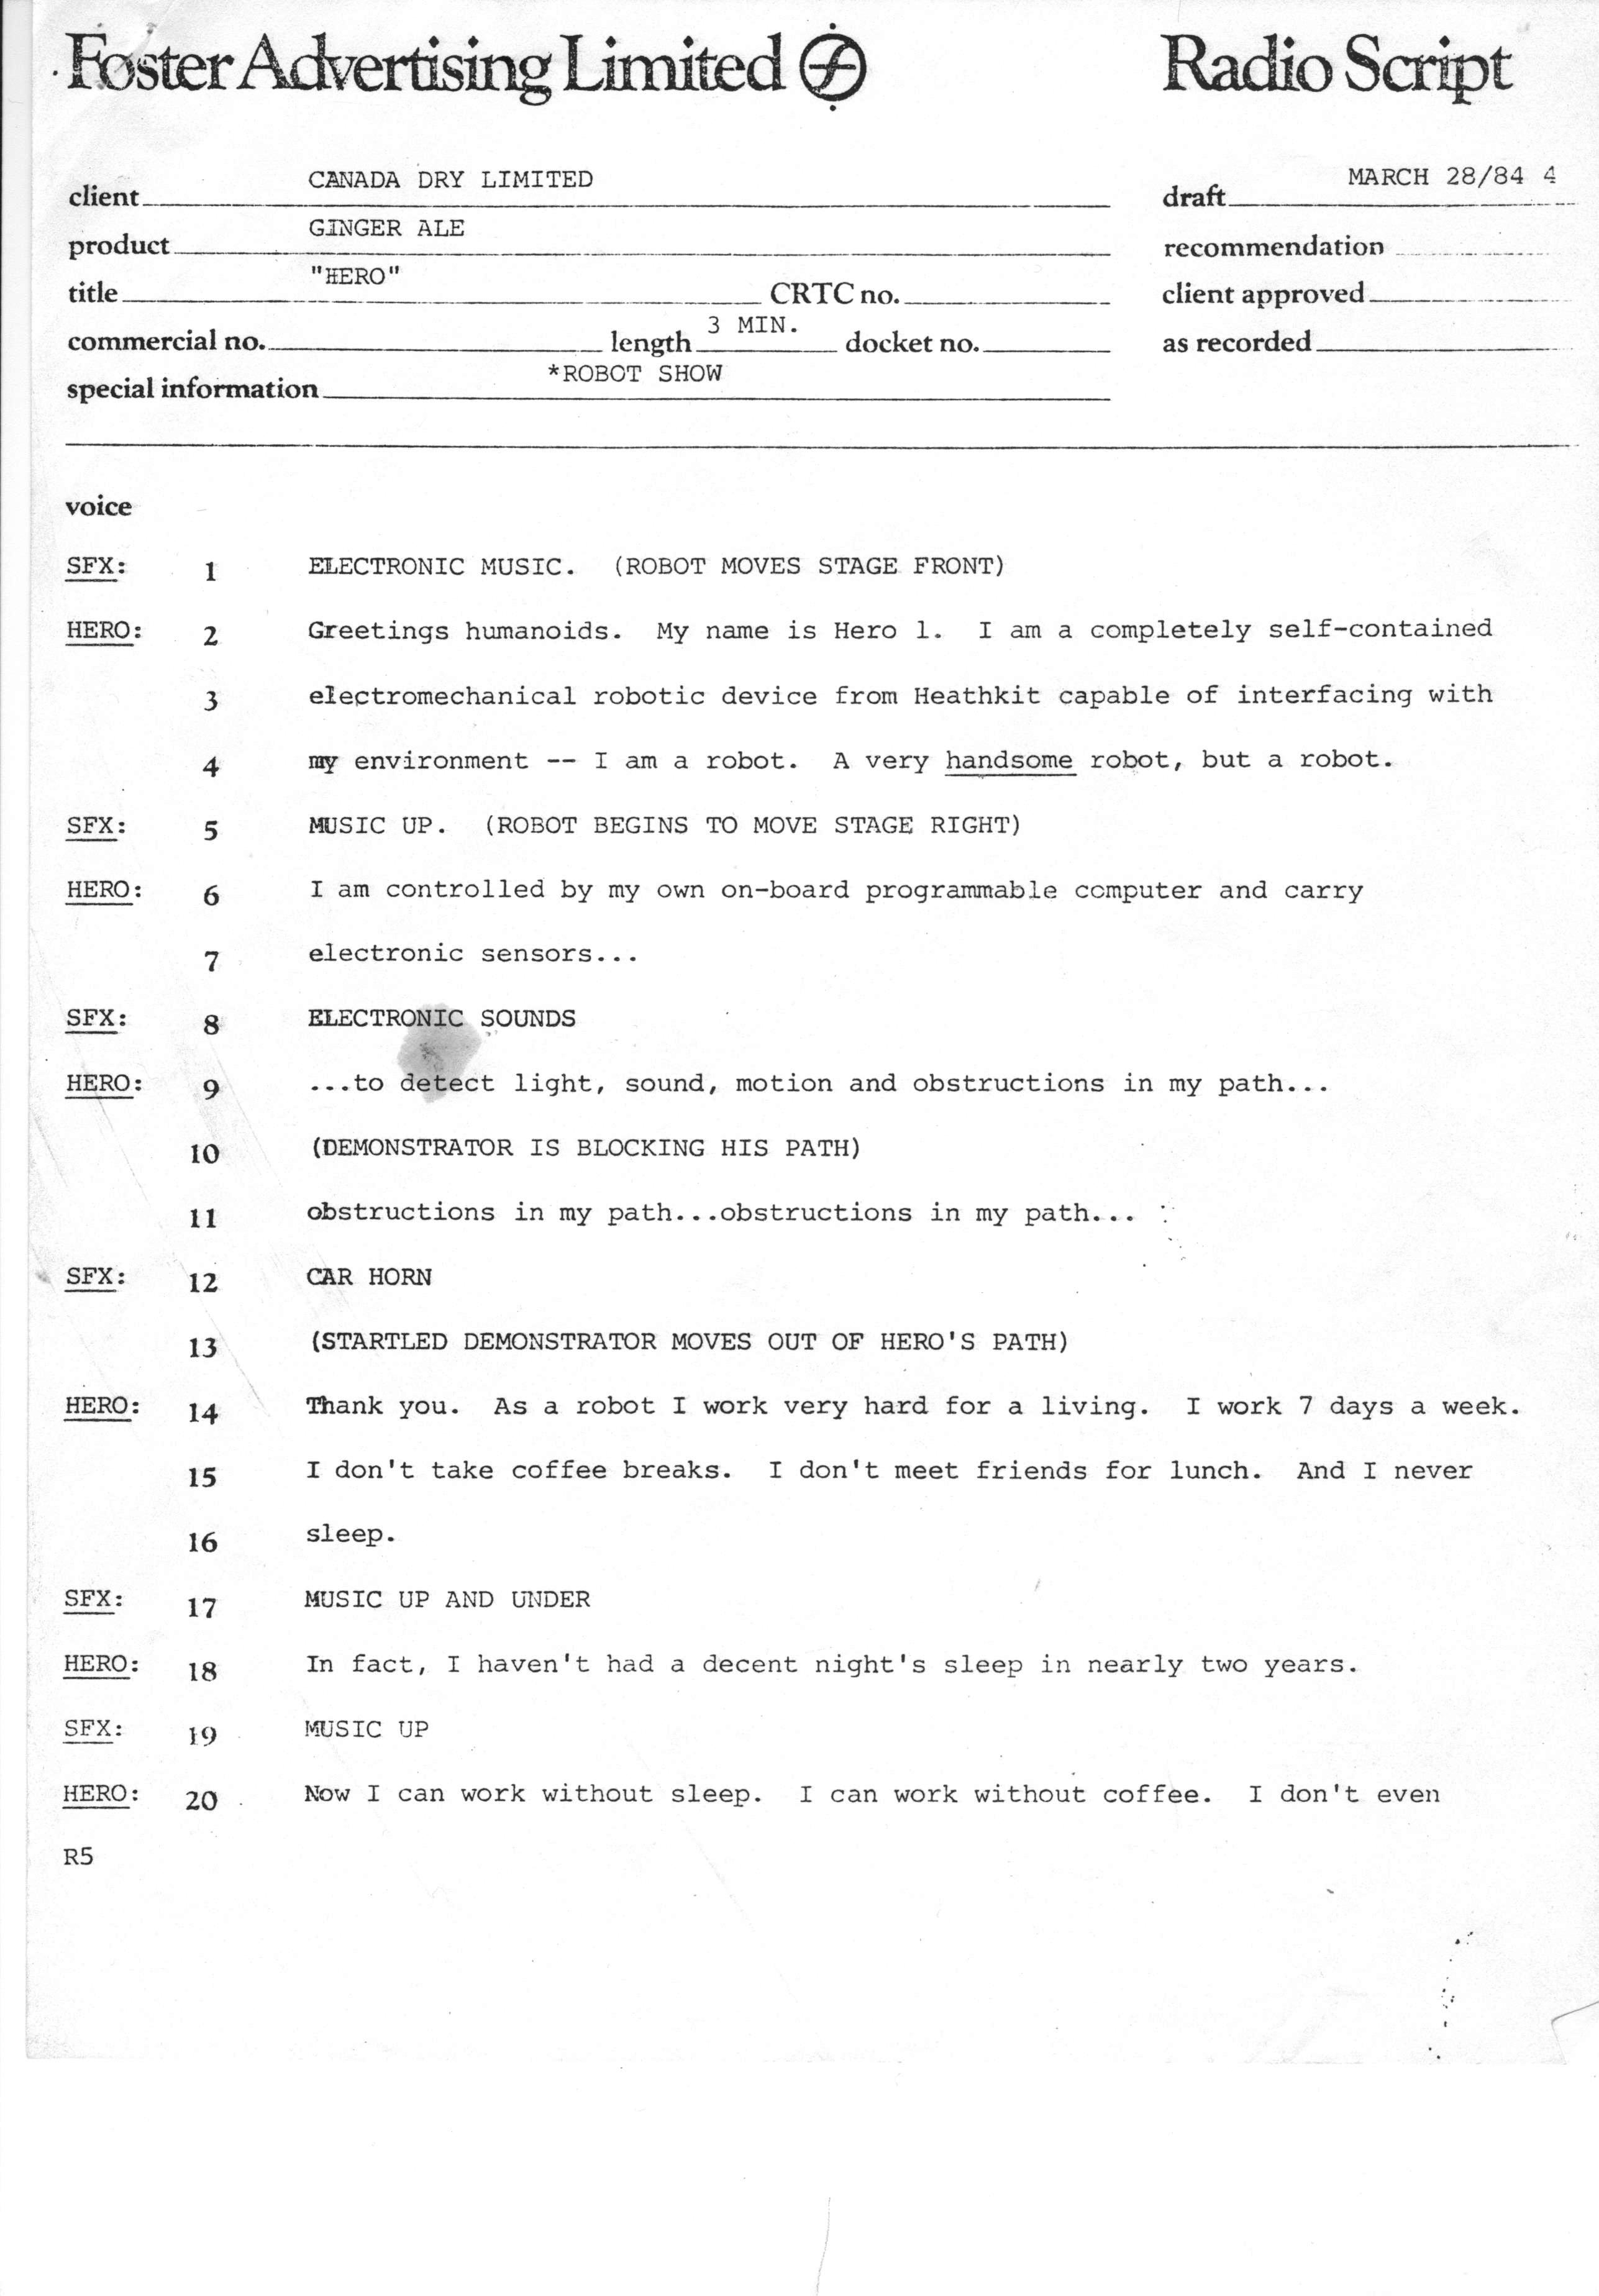 Foster Advertising Limited f Radio Script
client CANADA DRY LIMITED draft MARCH 28/84 4
product GINGER ALE recommendation
title "HERO" CRTC no. client approved
commercial no. length 3 MIN. docket no. as recorded
special information *ROBOT SHOW
voice
SFX: 1 ELECTRONIC MUSIC. (ROBOT MOVES STAGE FRONT)
HERO: 2 Greetings humanoids. My name is Hero 1. I am a completely self-contained
3 electromechanical robotic device from Heathkit capable of interfacing with
4 my environment -- I am a robot. A very handsome robot, but a robot.
SFX: 5 MUSIC UP. (ROBOT BEGINS TO MOVE STAGE RIGHT)
HERO: 6 I am controlled by my own on-board programmable computer and carry
7 electronic sensors...
SFX: 8 ELECTRONIC SOUNDS
HERO: 9 ...to detect light, sound, motion and obstructions in my path...
10 (DEMONSTRATOR IS BLOCKING HIS PATH)
11 obstructions in my path...obstructions in my path...
SFX: 12 CAR HORN
13 (STARTLED DEMONSTRATOR MOVES OUT OF HERO'S PATH)
HERO: 14 Thank you. As a robot I work very hard for a living. I work 7 days a week.
15 I don't take coffee breaks. I don't meet friends for lunch. And I never
16 sleep.
SFX: 17 MUSIC UP AND UNDER
HERO: 18 In fact, I haven't had a decent night's sleep in nearly two years.
SFX: 19 MUSIC UP
HERO: 20 Now I can work without sleep. I can work without coffee. I don't even
R5